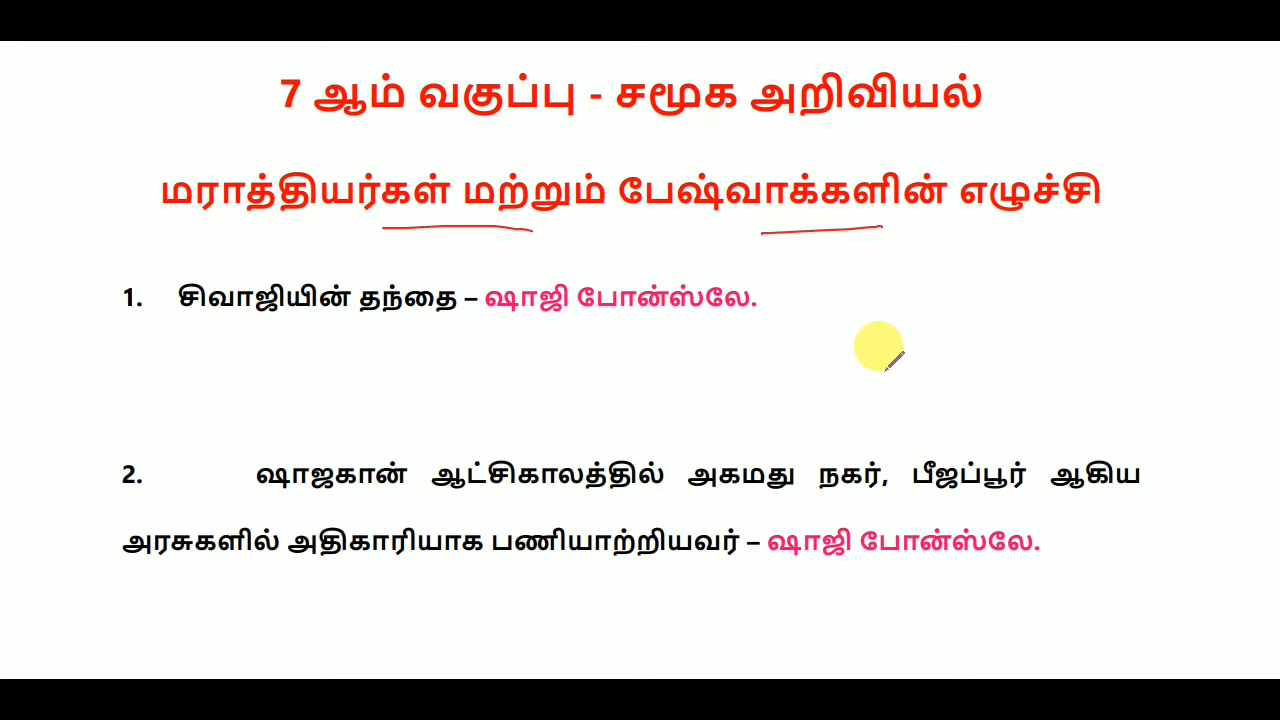 7 ஆம் வகுப்பு - சமூக அறிவியல்
மராத்தியர்கள் மற்றும் பேஷ்வாக்களின் எழுச்சி
1. சிவாஜியின் தந்தை – ஷாஜி போன்ஸ்லே.
2. ஷாஜகான் ஆட்சிகாலத்தில் அகமது நகர், பீஜப்பூர் ஆகிய
அரசுகளில் அதிகாரியாக பணியாற்றியவர் – ஷாஜி போன்ஸ்லே.